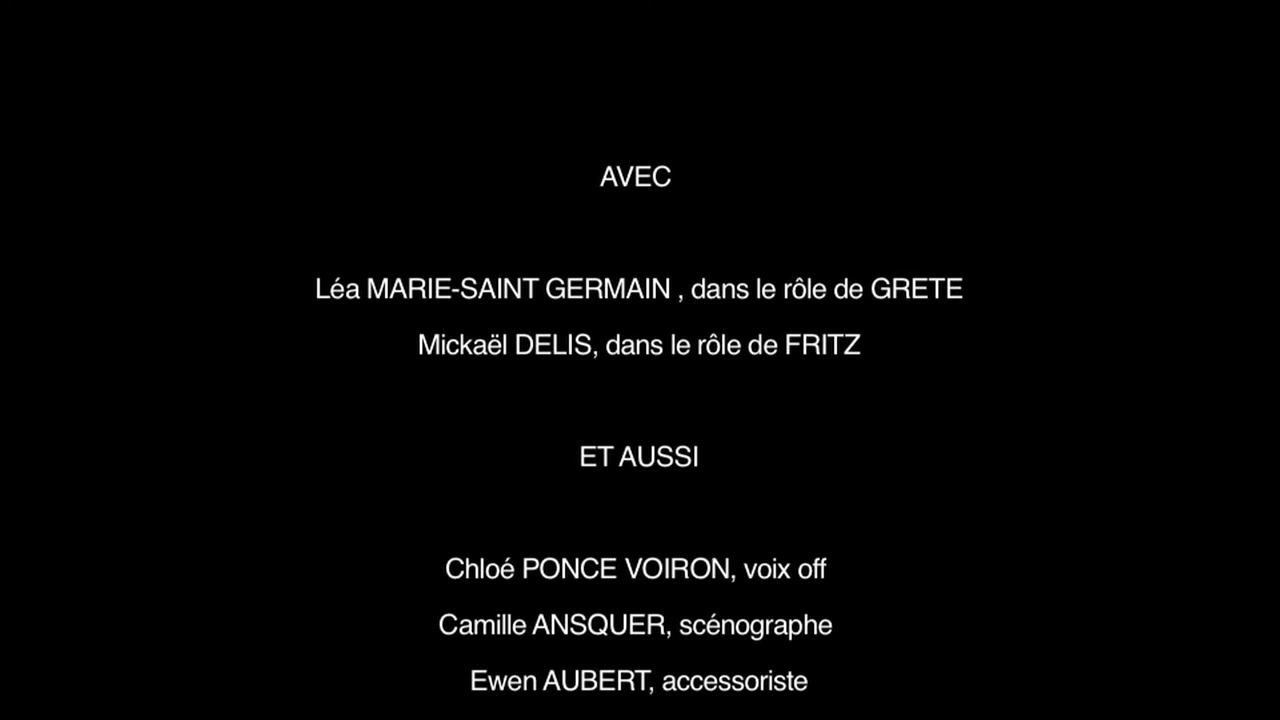 AVEC
Léa MARIE-SAINT GERMAIN , dans le rôle de GRETE
Mickaël DELIS, dans le rôle de FRITZ
ET AUSSI
Chloé PONCE VOIRON, voix off
Camille ANSQUER, scénographe
Ewen AUBERT, accessoriste